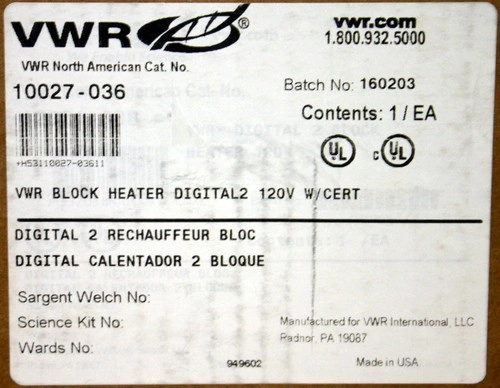 VWR ®
vwr.com
1.800.932.5000
VWR North American Cat. No.
10027-036
Batch No: 160203
Contents: 1/EA
+H53110027-03611
UL
c UL
VWR BLOCK HEATER DIGITAL2 120V W/CERT
DIGITAL 2 RECHAUFFEUR BLOC
DIGITAL CALENTADOR 2 BLOQUE
Sargent Welch No:
Science Kit No:
Wards No:
Manufactured for VWR International, LLC
Radnor, PA 19087
949602
Made in USA